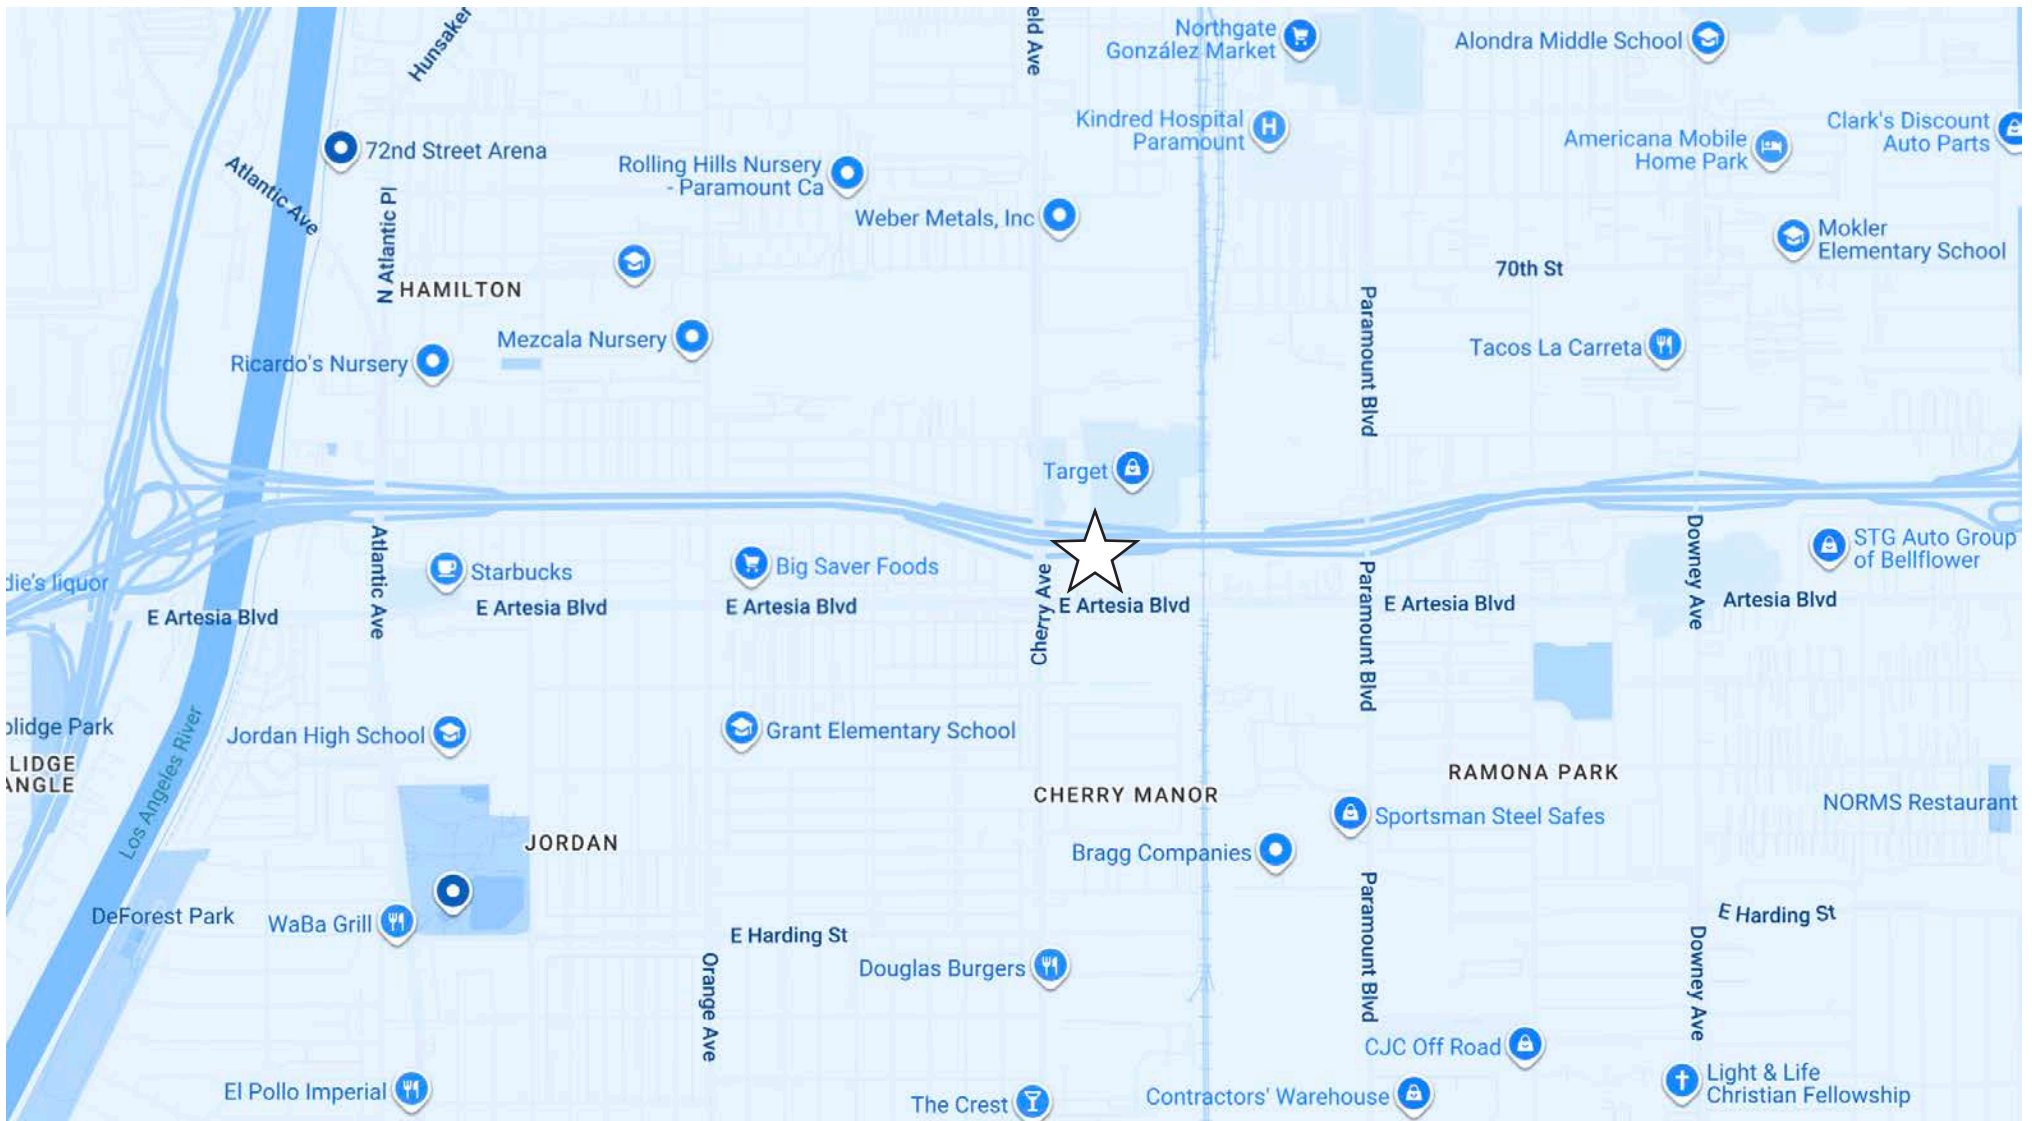 Hunsaker
eld Ave
Northgate
González Market
Alondra Middle School
72nd Street Arena
Atlantic Ave
N Atlantic Pl
Rolling Hills Nursery
- Paramount Ca
Kindred Hospital
Paramount
Americana Mobile
Home Park
Clark's Discount
Auto Parts
Weber Metals, Inc
Mokler
Elementary School
70th St
HAMILTON
Paramount Blvd
Mezcala Nursery
Ricardo's Nursery
Tacos La Carreta
Target
Atlantic Ave
Starbucks
Big Saver Foods
Downey Ave
STG Auto Group
of Bellflower
die's liquor
E Artesia Blvd
E Artesia Blvd
E Artesia Blvd
Cherry Ave
E Artesia Blvd
Paramount Blvd
E Artesia Blvd
Artesia Blvd
olidge Park
Los Angeles River
Jordan High School
Grant Elementary School
LIDGE
ANGLE
CHERRY MANOR
RAMONA PARK
NORMS Restaurant
Sportsman Steel Safes
JORDAN
Bragg Companies
DeForest Park
WaBa Grill
E Harding St
Orange Ave
Douglas Burgers
Paramount Blvd
E Harding St
Downey Ave
CJC Off Road
El Pollo Imperial
The Crest
Contractors' Warehouse
Light & Life
Christian Fellowship